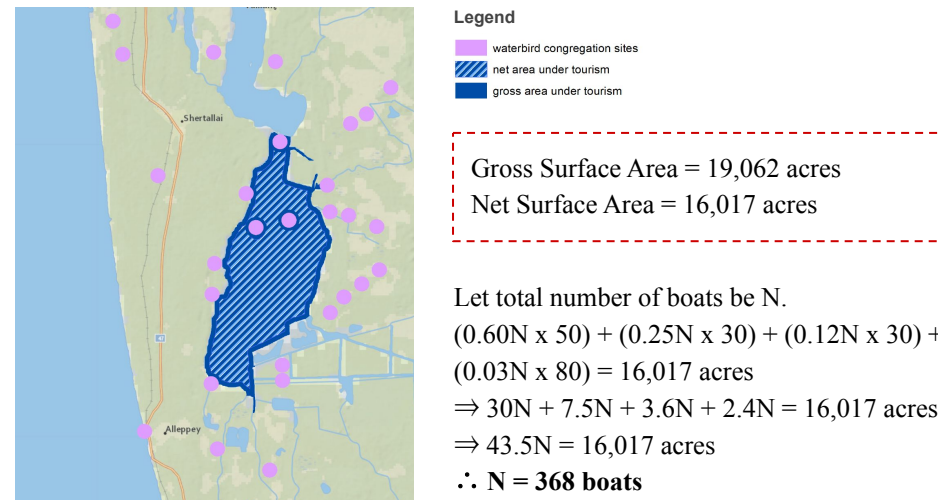 Shertallai
47
Alleppey
Legend
waterbird congregation sites
net area under tourism
gross area under tourism
Gross Surface Area = 19,062 acres
Net Surface Area = 16,017 acres
Let total number of boats be N.
(0.60N x 50) + (0.25N x 30) + (0.12N x 30) +
(0.03N x 80) = 16,017 acres
⇒ 30N + 7.5N + 3.6N + 2.4N = 16,017 acres
⇒ 43.5N = 16,017 acres
∴ N = 368 boats